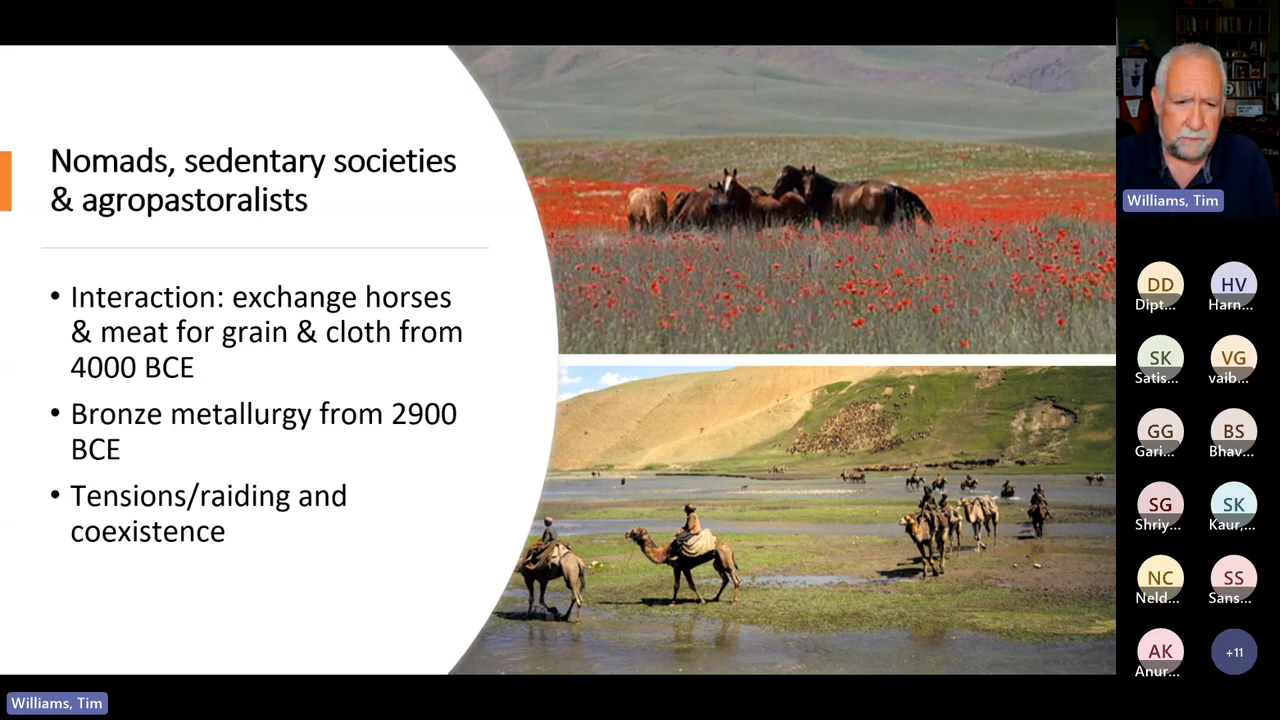 Nomads, sedentary societies
& agropastoralists
• Interaction: exchange horses
& meat for grain & cloth from
4000 BCE
• Bronze metallurgy from 2900
BCE
• Tensions/raiding and
coexistence
Williams, Tim
Williams, Tim
DD
HV
Dipt...
Harn...
SK
VG
Satis...
vaib...
GG
BS
Gari...
Bhav...
SG
SK
Shriy...
Kaur,...
NC
SS
Neld...
Sans...
AK
+11
Anur...